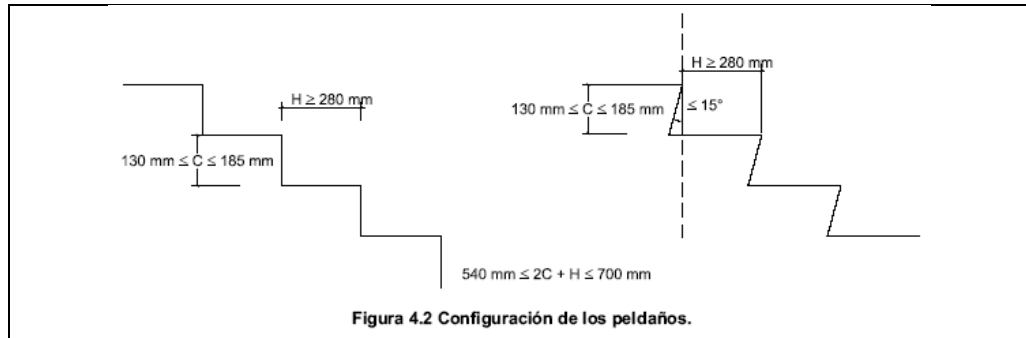 H ≥ 280 mm
130 mm ≤ C ≤ 185 mm
540 mm ≤ 2C + H ≤ 700 mm
H ≥ 280 mm
130 mm ≤ C ≤ 185 mm
≤ 15°
Figura 4.2 Configuración de los peldaños.